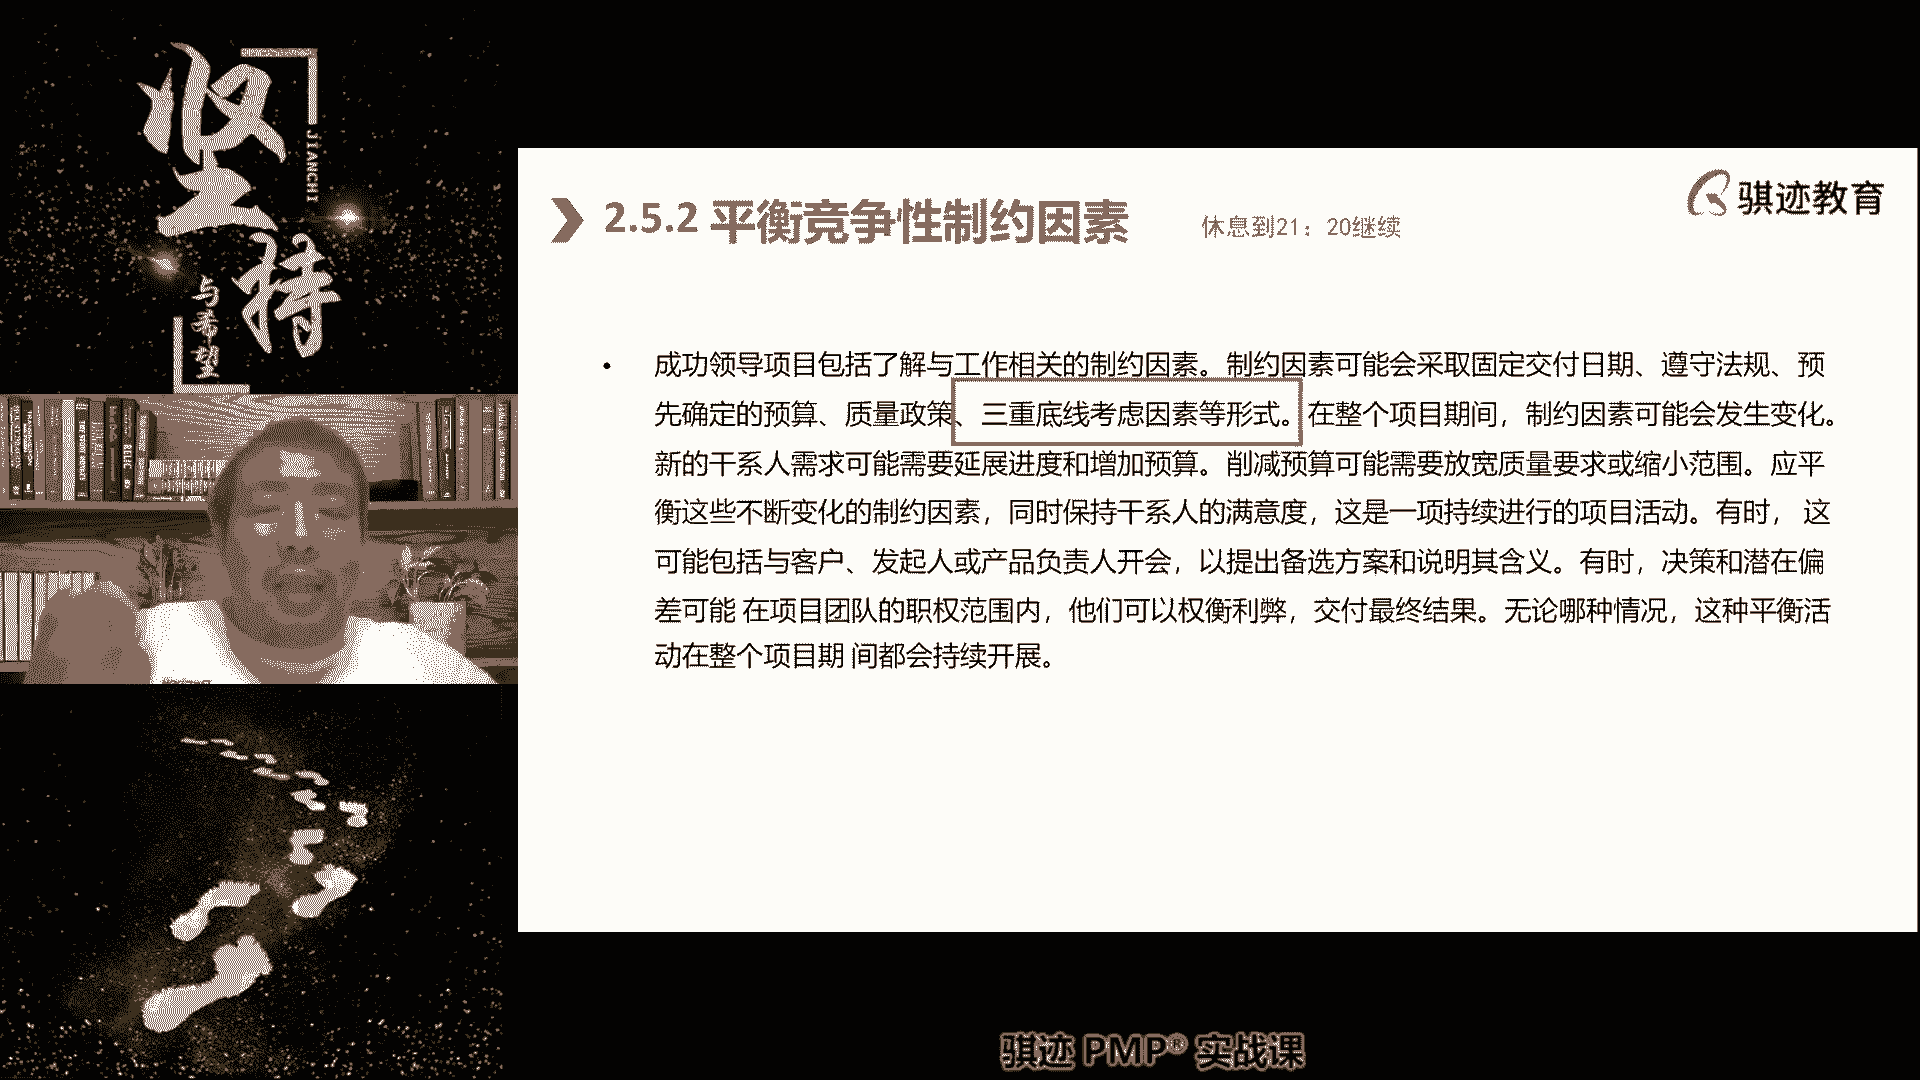 坚持
JIANCHI
与希望
2.5.2 平衡竞争性制约因素
休息到21：20继续
骐迹教育
• 成功领导项目包括了解与工作相关的制约因素。制约因素可能会采取固定交付日期、遵守法规、预
先确定的预算、质量政策、三重底线考虑因素等形式。在整个项目期间，制约因素可能会发生变化。
新的干系人需求可能需要延展进度和增加预算。削减预算可能需要放宽质量要求或缩小范围。应平
衡这些不断变化的制约因素，同时保持干系人的满意度，这是一项持续进行的项目活动。有时， 这
可能包括与客户、发起人或产品负责人开会，以提出备选方案和说明其含义。有时，决策和潜在偏
差可能 在项目团队的职权范围内，他们可以权衡利弊，交付最终结果。无论哪种情况，这种平衡活
动在整个项目期 间都会持续开展。
骐迹 PMP® 实战课